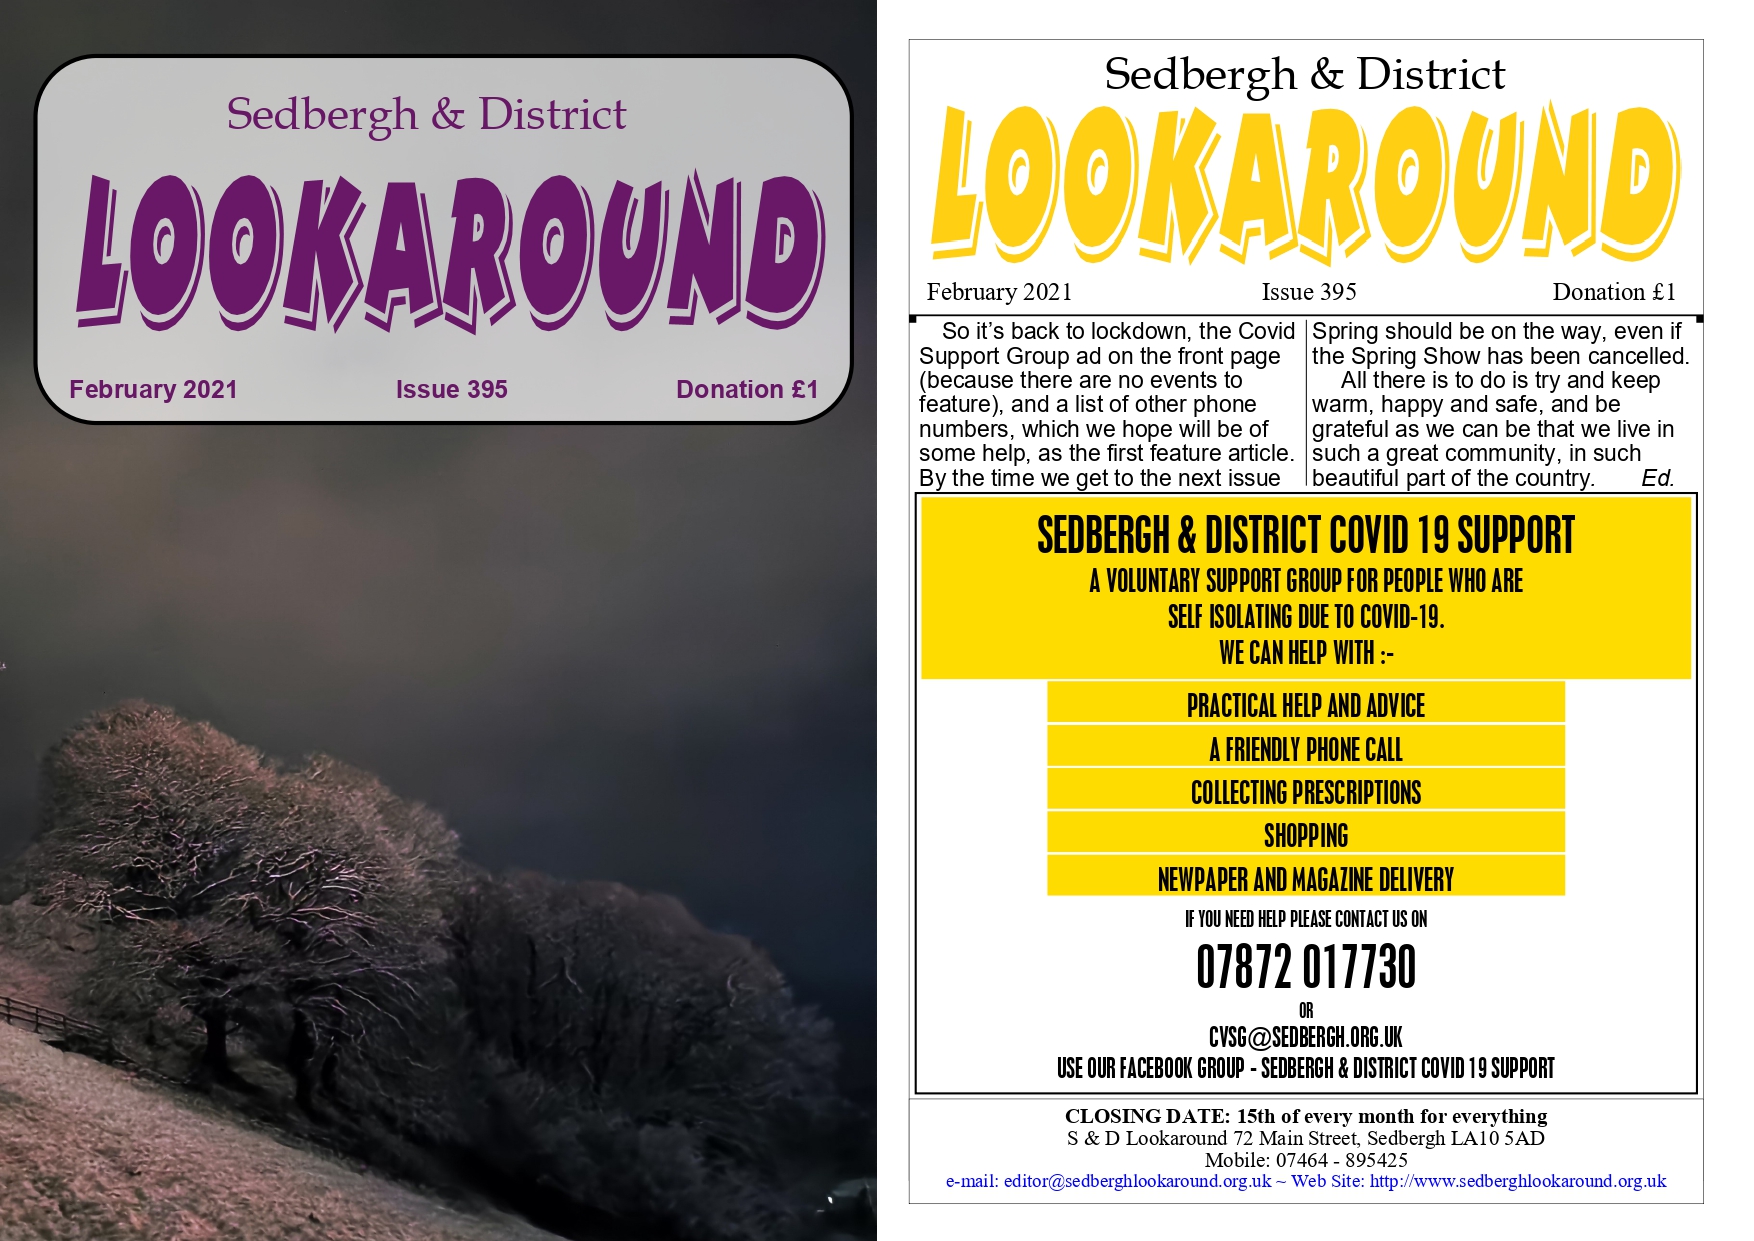 Sedbergh & District
LOOKAROUND
February 2021 Issue 395 Donation £1
Sedbergh & District
LOOKAROUND
February 2021 Issue 395 Donation £1
So it’s back to lockdown, the Covid
Support Group ad on the front page
(because there are no events to
feature), and a list of other phone
numbers, which we hope will be of
some help, as the first feature article.
By the time we get to the next issue
Spring should be on the way, even if
the Spring Show has been cancelled.
All there is to do is try and keep
warm, happy and safe, and be
grateful as we can be that we live in
such a great community, in such
beautiful part of the country. Ed.
SEDBERGH & DISTRICT COVID 19 SUPPORT
A VOLUNTARY SUPPORT GROUP FOR PEOPLE WHO ARE
SELF ISOLATING DUE TO COVID-19.
WE CAN HELP WITH :-
PRACTICAL HELP AND ADVICE
A FRIENDLY PHONE CALL
COLLECTING PRESCRIPTIONS
SHOPPING
NEWPAPER AND MAGAZINE DELIVERY
IF YOU NEED HELP PLEASE CONTACT US ON
07872 017730
OR
CVSG@SEDBERGH.ORG.UK
USE OUR FACEBOOK GROUP - SEDBERGH & DISTRICT COVID 19 SUPPORT
CLOSING DATE: 15th of every month for everything
S & D Lookaround 72 Main Street, Sedbergh LA10 5AD
Mobile: 07464 - 895425
e-mail: editor@sedberghlookaround.org.uk ~ Web Site: http://www.sedberghlookaround.org.uk